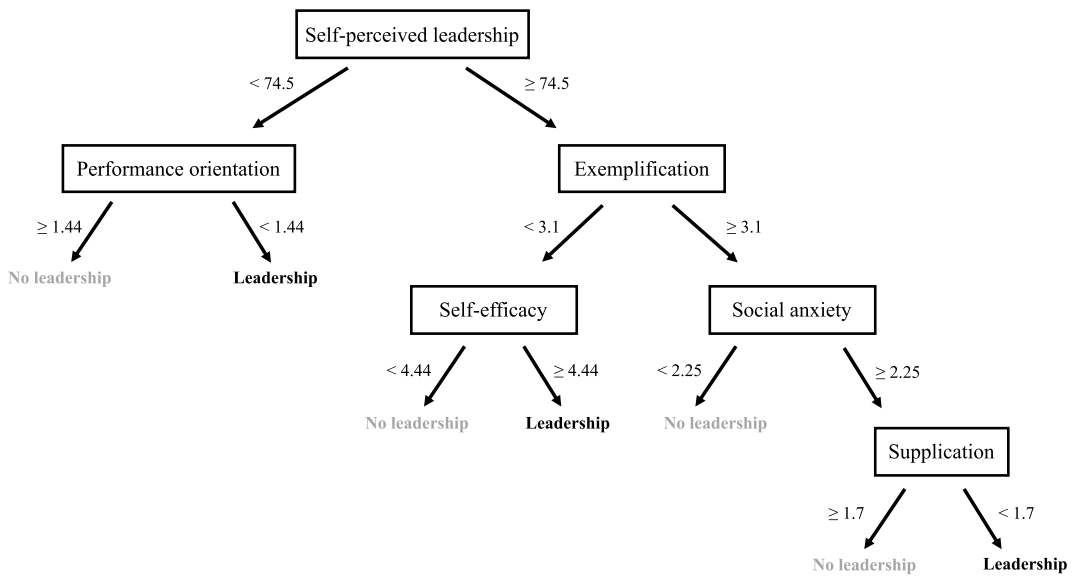 Self-perceived leadership
< 74.5
≥ 74.5
Performance orientation
Exemplification
≥ 1.44
< 1.44
< 3.1
≥ 3.1
No leadership
Leadership
Self-efficacy
Social anxiety
< 4.44
≥ 4.44
< 2.25
≥ 2.25
No leadership
Leadership
No leadership
Supplication
≥ 1.7
< 1.7
No leadership
Leadership